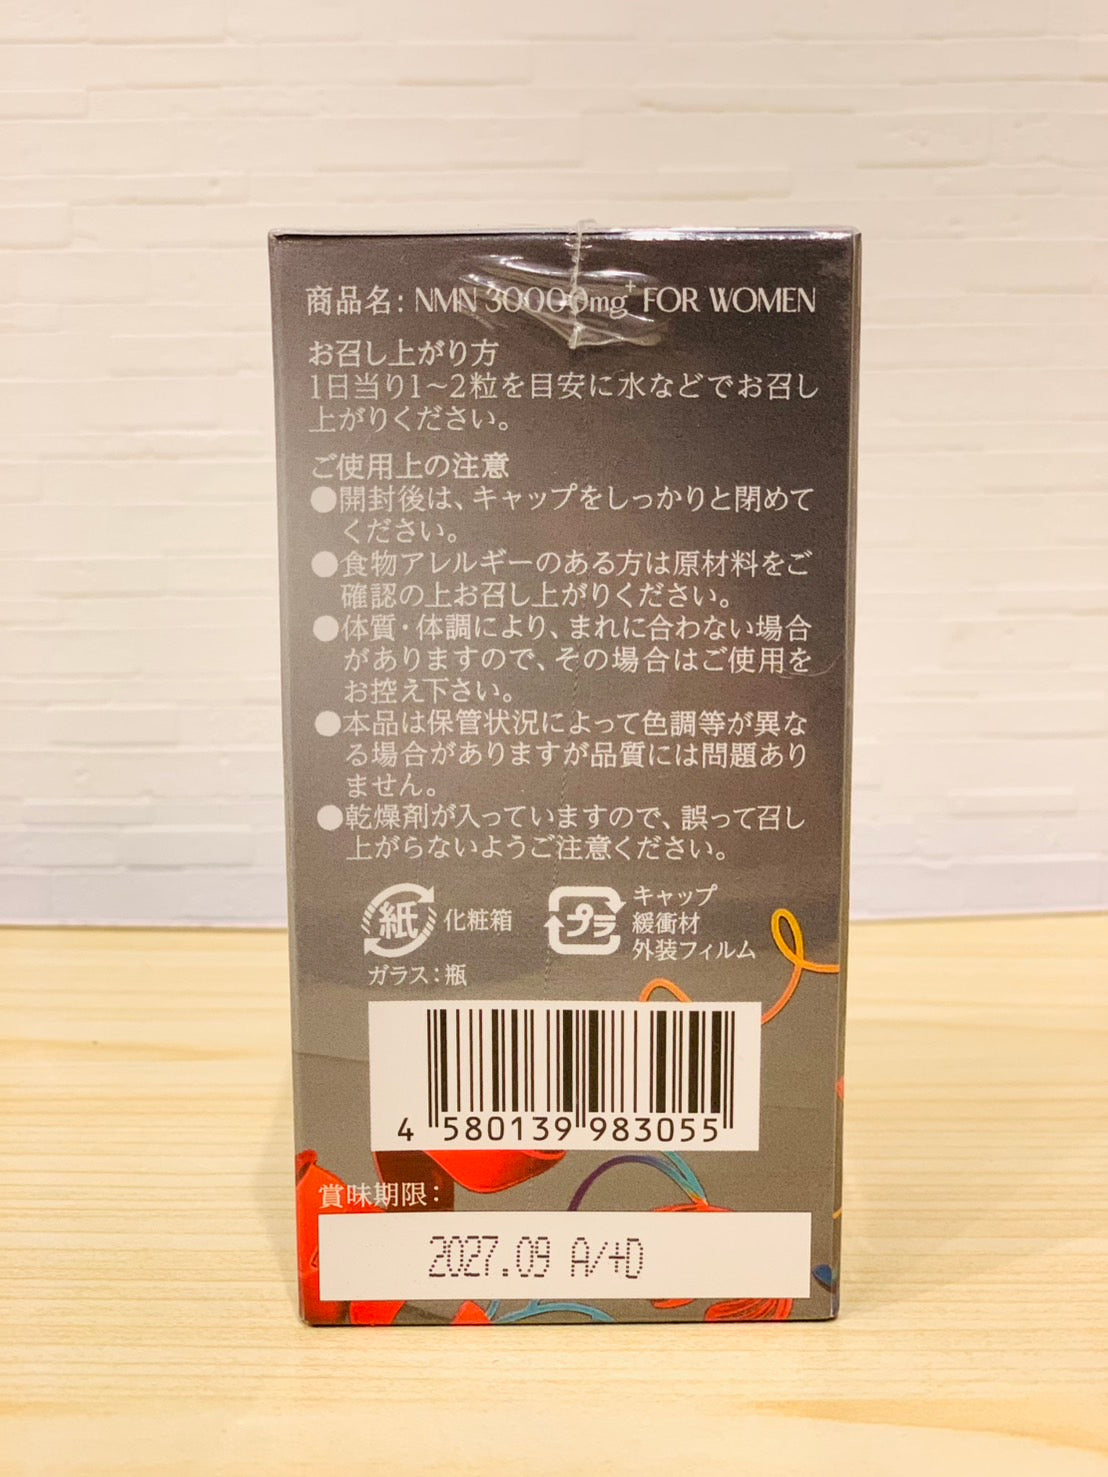 商品名: NMN 30000mg+ FOR WOMEN
お召し上がり方
1日当り1~2粒を目安に水などでお召し
上がりください。
ご使用上の注意
●開封後は、キャップをしっかりと閉めて
ください。
●食物アレルギーのある方は原材料をご
確認の上お召し上がりください。
●体質・体調により、まれに合わない場合
がありますので、その場合はご使用を
お控え下さい。
●本品は保管状況によって色調等が異な
る場合がありますが品質には問題あり
ません。
●乾燥剤が入っていますので、誤って召し
上がらないようご注意ください。
紙 化粧箱
プラ キャップ
緩衝材
外装フィルム
ガラス:瓶
4 580139 983055
賞味期限:
2027.09 A/+D